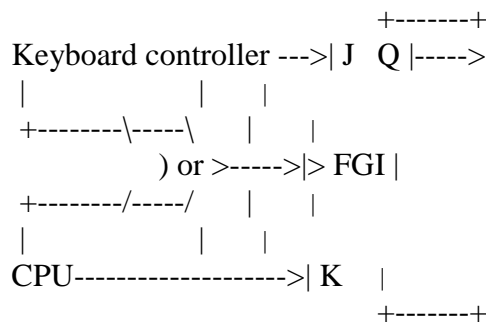 +-------+
Keyboard controller --->| J Q |----->
| | |
+--------\-----\ | |
) or >----->|> FGI |
+--------/-----/ | |
| | |
CPU--------------------->| K |
+-------+